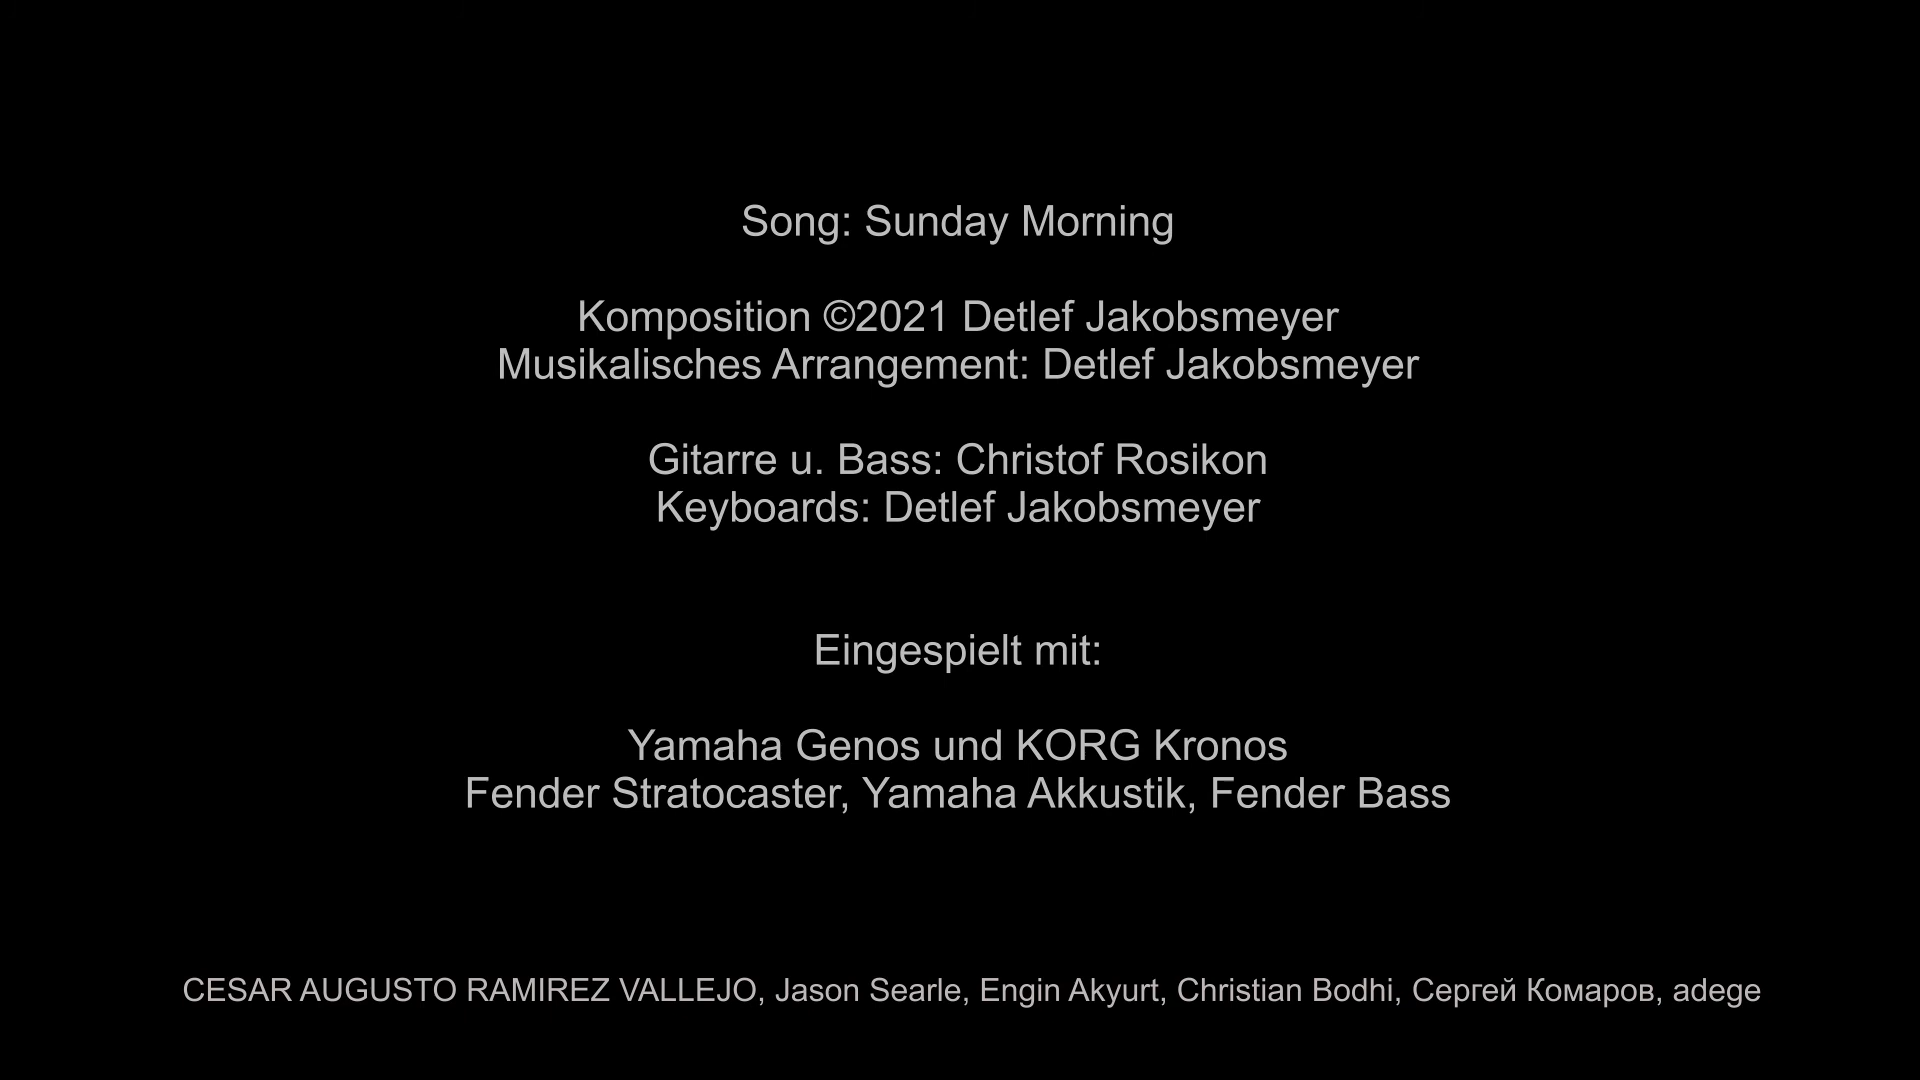 Song: Sunday Morning
Komposition ©2021 Detlef Jakobsmeyer
Musikalisches Arrangement: Detlef Jakobsmeyer
Gitarre u. Bass: Christof Rosikon
Keyboards: Detlef Jakobsmeyer
Eingespielt mit:
Yamaha Genos und KORG Kronos
Fender Stratocaster, Yamaha Akkustik, Fender Bass
CESAR AUGUSTO RAMIREZ VALLEJO, Jason Searle, Engin Akyurt, Christian Bodhi, Сергей Комаров, adege